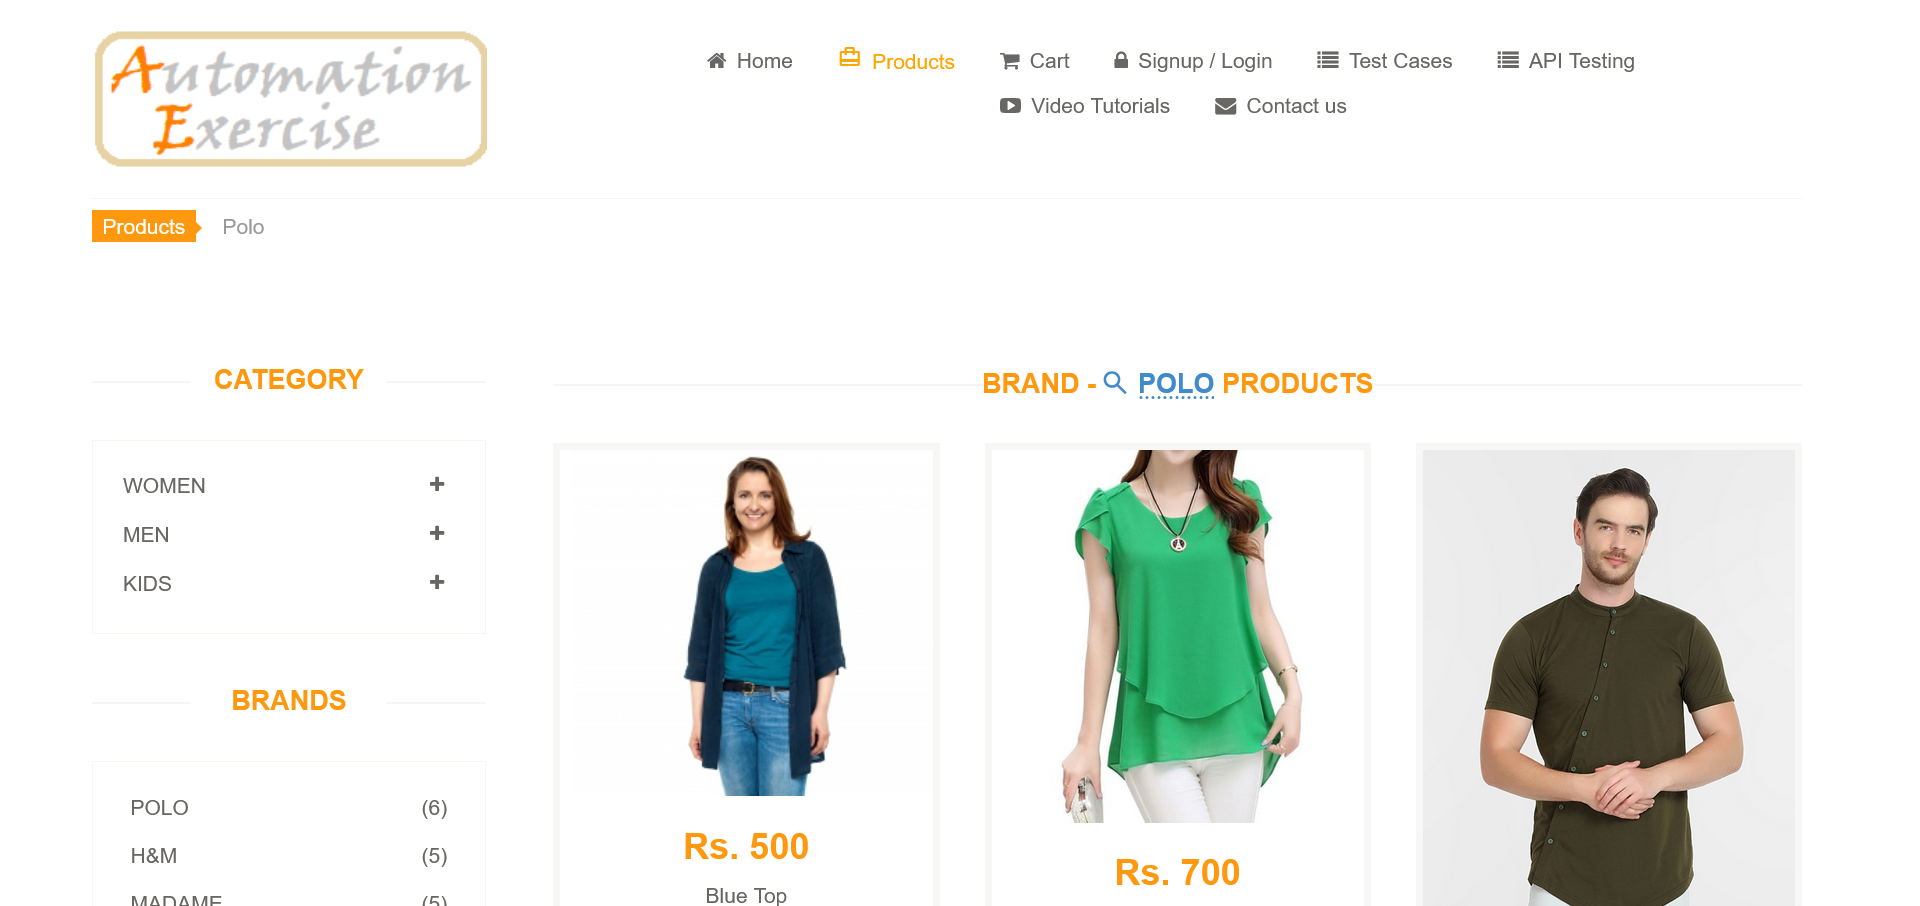 Automation
Exercise
Home
Products
Cart
Signup / Login
Test Cases
API Testing
Video Tutorials
Contact us
Products
Polo
CATEGORY
WOMEN
MEN
KIDS
BRANDS
POLO (6)
H&M (5)
MADAME (5)
BRAND - POLO PRODUCTS
Rs. 500
Blue Top
Rs. 700